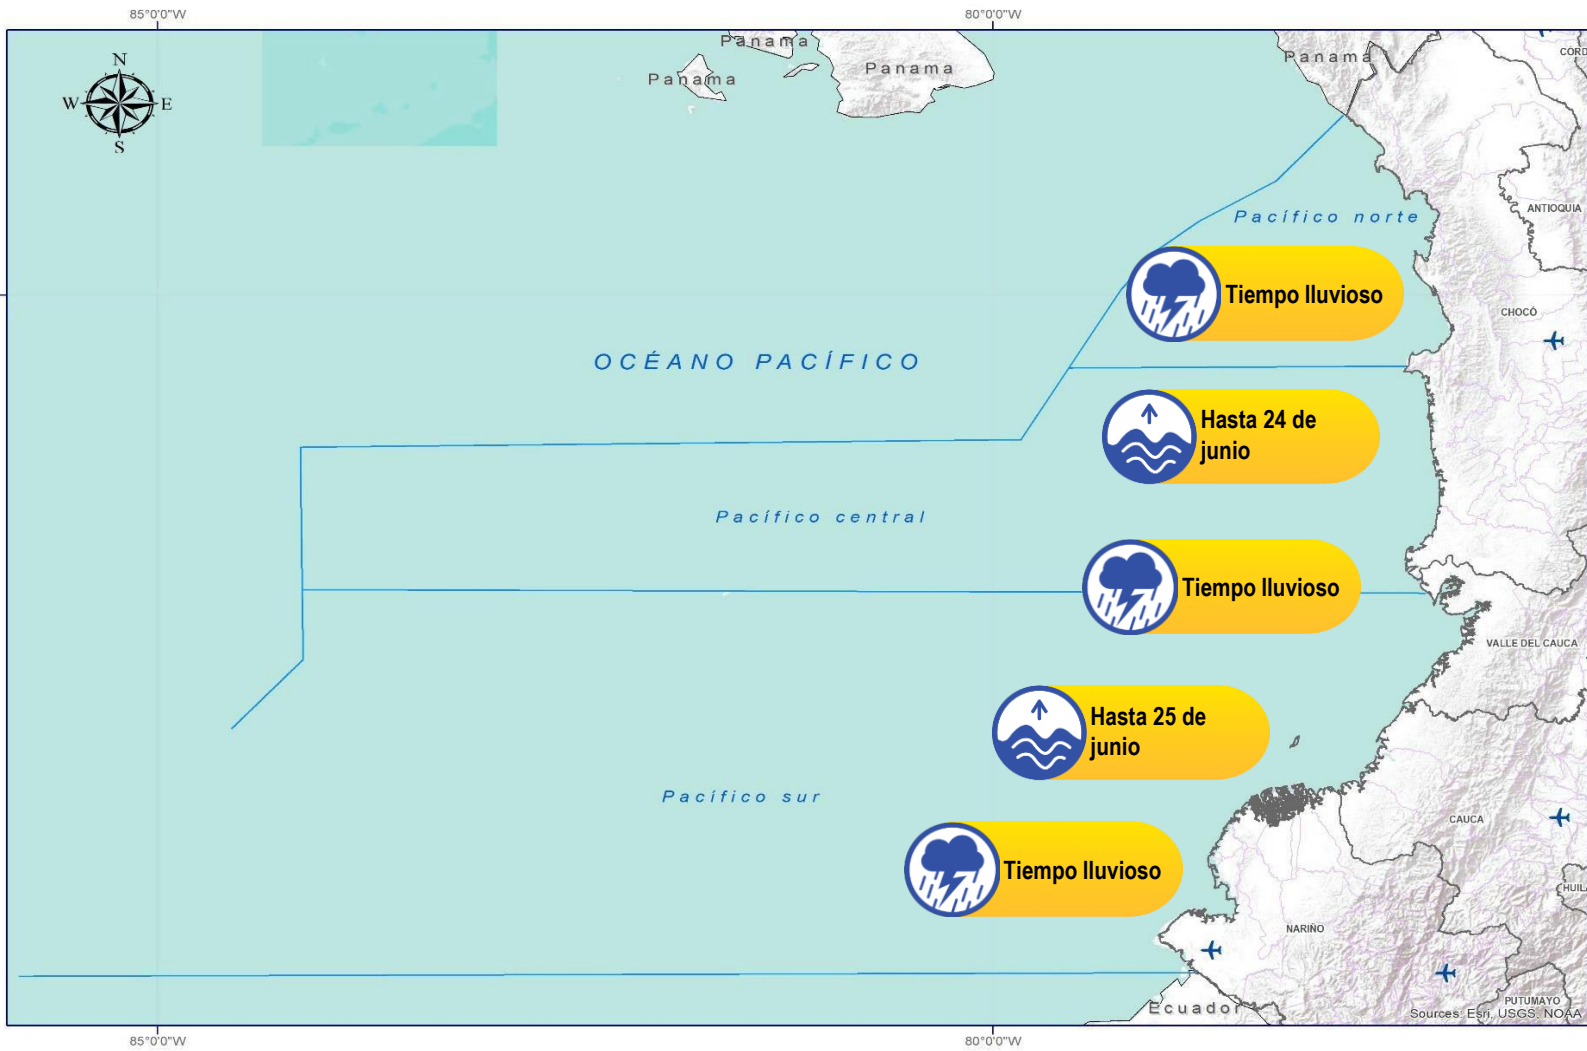 85°0'0"W
80°0'0"W
N
W
E
S
Panama
Panama
Panama
Panama
CORD
ANTIOQUIA
Pacífico norte
Tiempo lluvioso
CHOCÓ
OCÉANO PACÍFICO
Hasta 24 de
junio
Pacífico central
Tiempo lluvioso
VALLE DEL CAUCA
Hasta 25 de
junio
Pacífico sur
CAUCA
Tiempo lluvioso
HUILA
NARIÑO
PUTUMAYO
Ecuador
Sources: Esri, USGS, NOAA
85°0'0"W
80°0'0"W